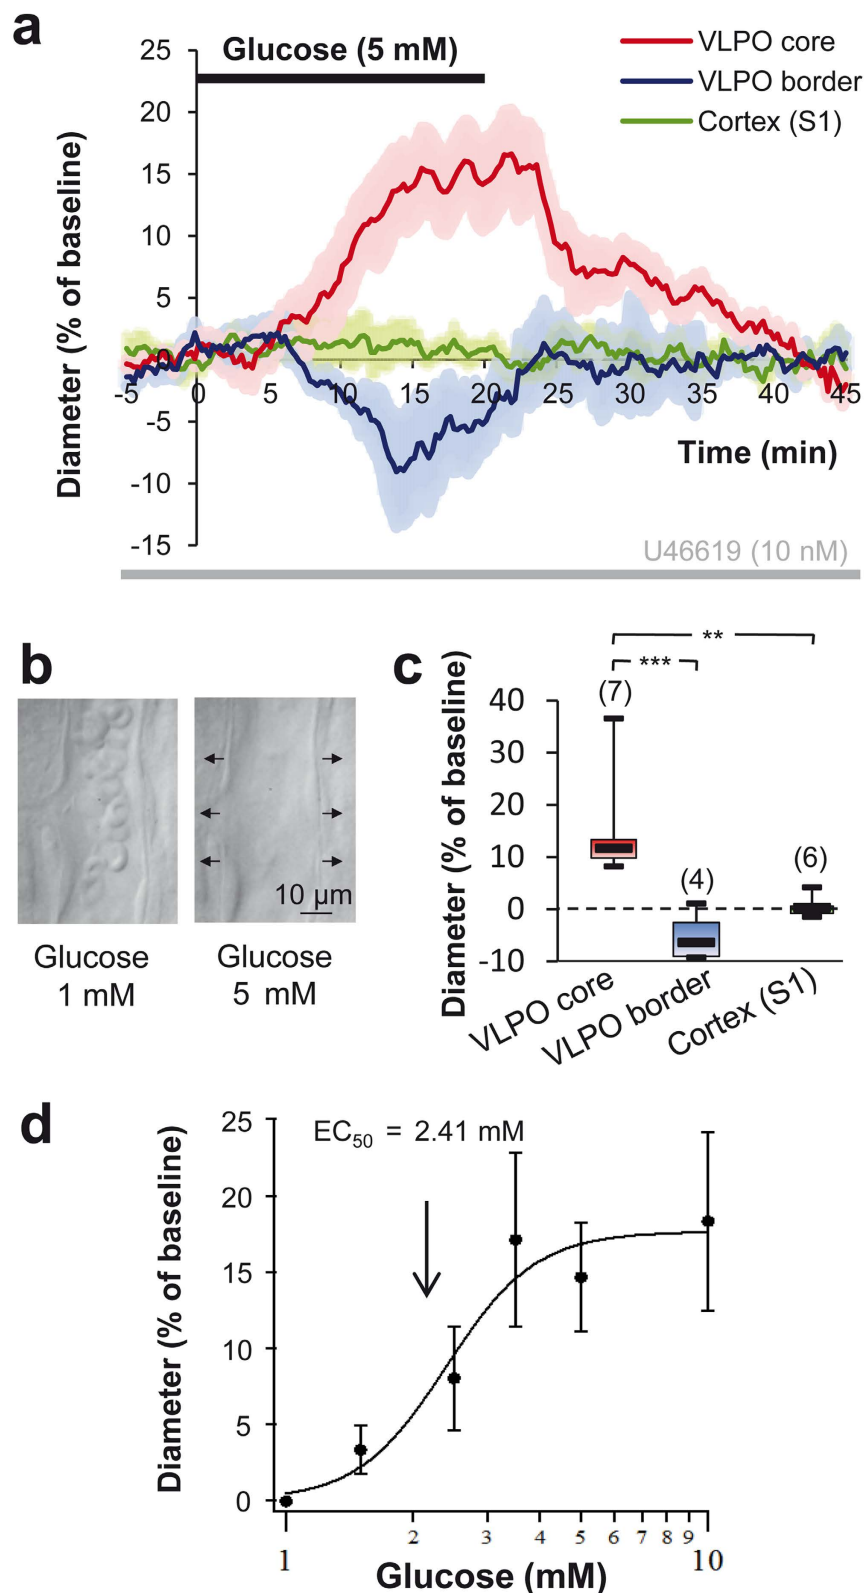 a
Glucose (5 mM)
VLPO core
VLPO border
Cortex (S1)
Diameter (% of baseline)
25
20
15
10
5
0
-5
-10
-15
-5 0 5 10 15 20 25 30 35 40 45
Time (min)
U46619 (10 nM)
b
Glucose
1 mM
10 µm
Glucose
5 mM
c
**
***
Diameter (% of baseline)
40
30
20
10
0
-10
(7)
(4)
(6)
VLPO core
VLPO border
Cortex (S1)
d
EC50 = 2.41 mM
Diameter (% of baseline)
25
20
15
10
5
0
1 2 3 4 5 6 7 8 9 10
Glucose (mM)